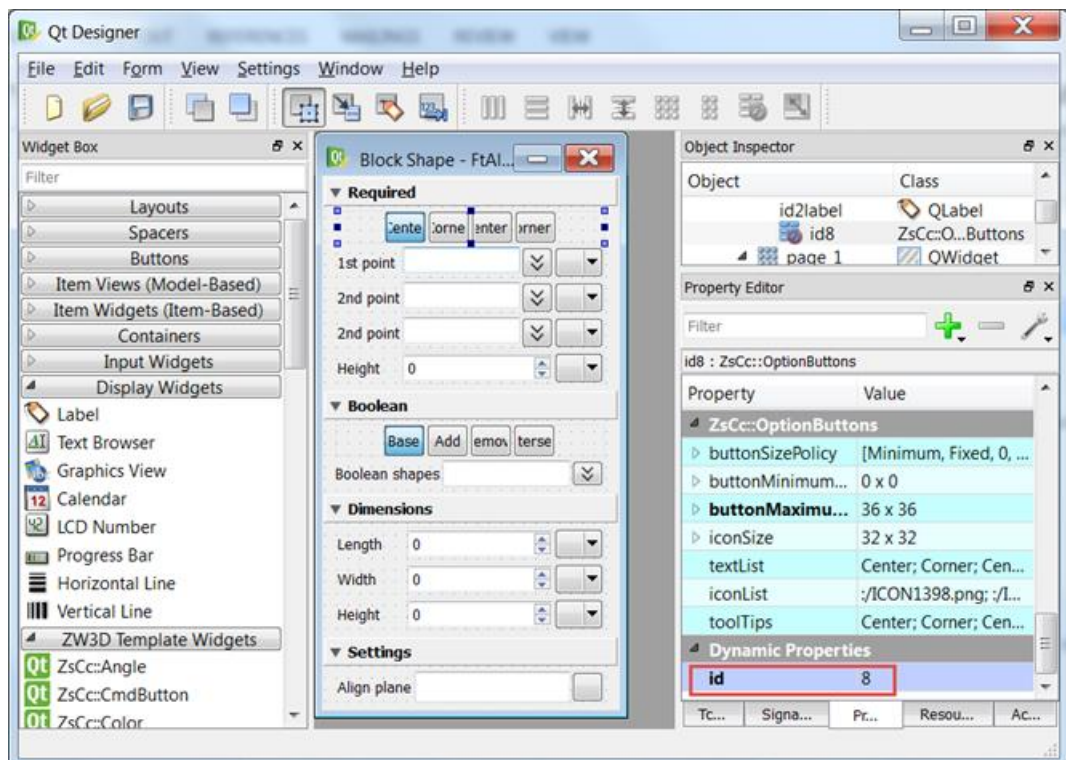 Qt Designer
File Edit Form View Settings Window Help
Widget Box
Filter
Layouts
Spacers
Buttons
Item Views (Model-Based)
Item Widgets (Item-Based)
Containers
Input Widgets
Display Widgets
Label
Text Browser
Graphics View
Calendar
LCD Number
Progress Bar
Horizontal Line
Vertical Line
ZW3D Template Widgets
ZsCc::Angle
ZsCc::CmdButton
ZsCc::Color
Block Shape - FtAl...
Required
Cente Corne enter orner
1st point
2nd point
2nd point
Height 0
Boolean
Base Add emov terse
Boolean shapes
Dimensions
Length 0
Width 0
Height 0
Settings
Align plane
Object Inspector
Object Class
id2label QLabel
id8 ZsCc::O...Buttons
page 1 QWidget
Property Editor
Filter
id8 : ZsCc::OptionButtons
Property Value
ZsCc::OptionButtons
buttonSizePolicy [Minimum, Fixed, 0, ...
buttonMinimum... 0 x 0
buttonMaximu... 36 x 36
iconSize 32 x 32
textList Center; Corner; Cen...
iconList :/ICON1398.png; :/I...
toolTips Center; Corner; Cen...
Dynamic Properties
id 8
Tc... Signa... Pr... Resou... Ac...